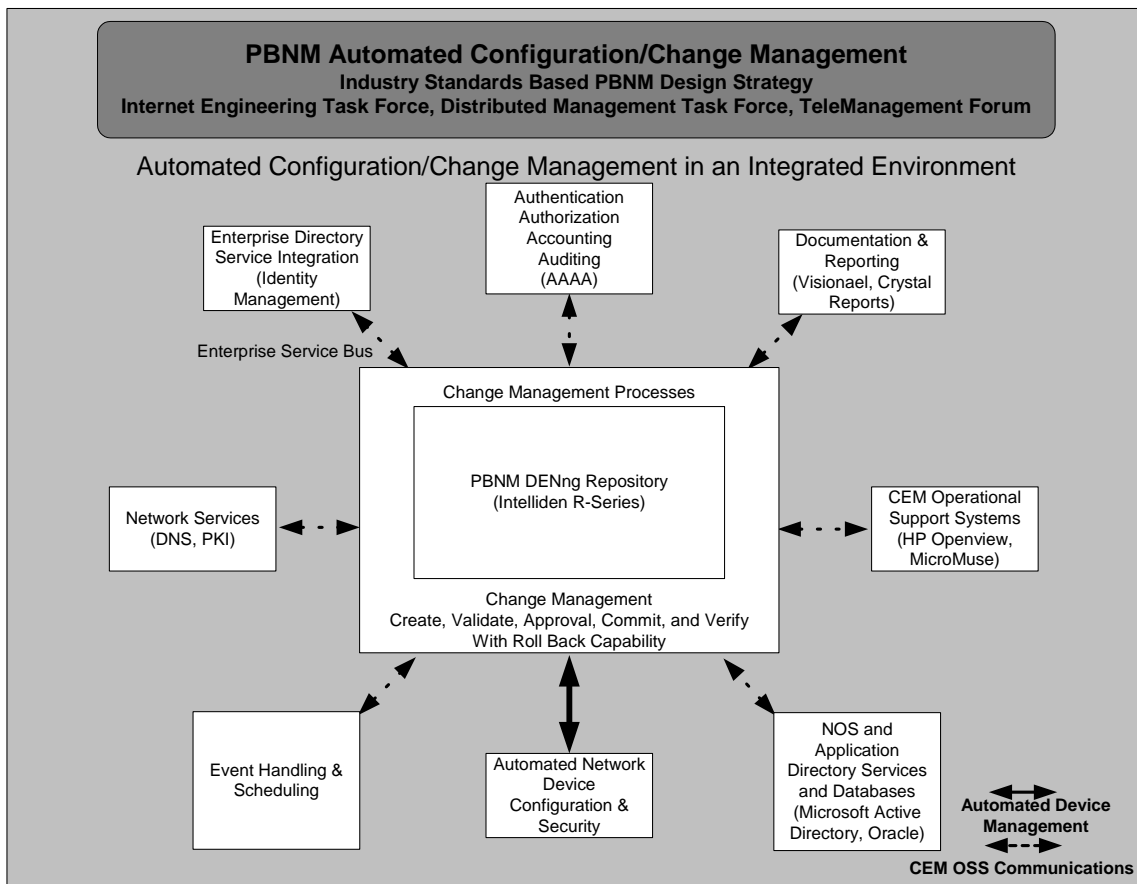 PBNM Automated Configuration/Change Management
Industry Standards Based PBNM Design Strategy
Internet Engineering Task Force, Distributed Management Task Force, TeleManagement Forum
Automated Configuration/Change Management in an Integrated Environment
Authentication
Authorization
Accounting
Auditing
(AAAA)
Enterprise Directory
Service Integration
(Identity
Management)
Documentation &
Reporting
(Visionael, Crystal
Reports)
Enterprise Service Bus
Change Management Processes
PBNM DENng Repository
(Intelliden R-Series)
Network Services
(DNS, PKI)
CEM Operational
Support Systems
(HP Openview,
MicroMuse)
Change Management
Create, Validate, Approval, Commit, and Verify
With Roll Back Capability
Event Handling &
Scheduling
Automated Network
Device
Configuration &
Security
NOS and
Application
Directory Services
and Databases
(Microsoft Active
Directory, Oracle)
Automated Device
Management
CEM OSS Communications